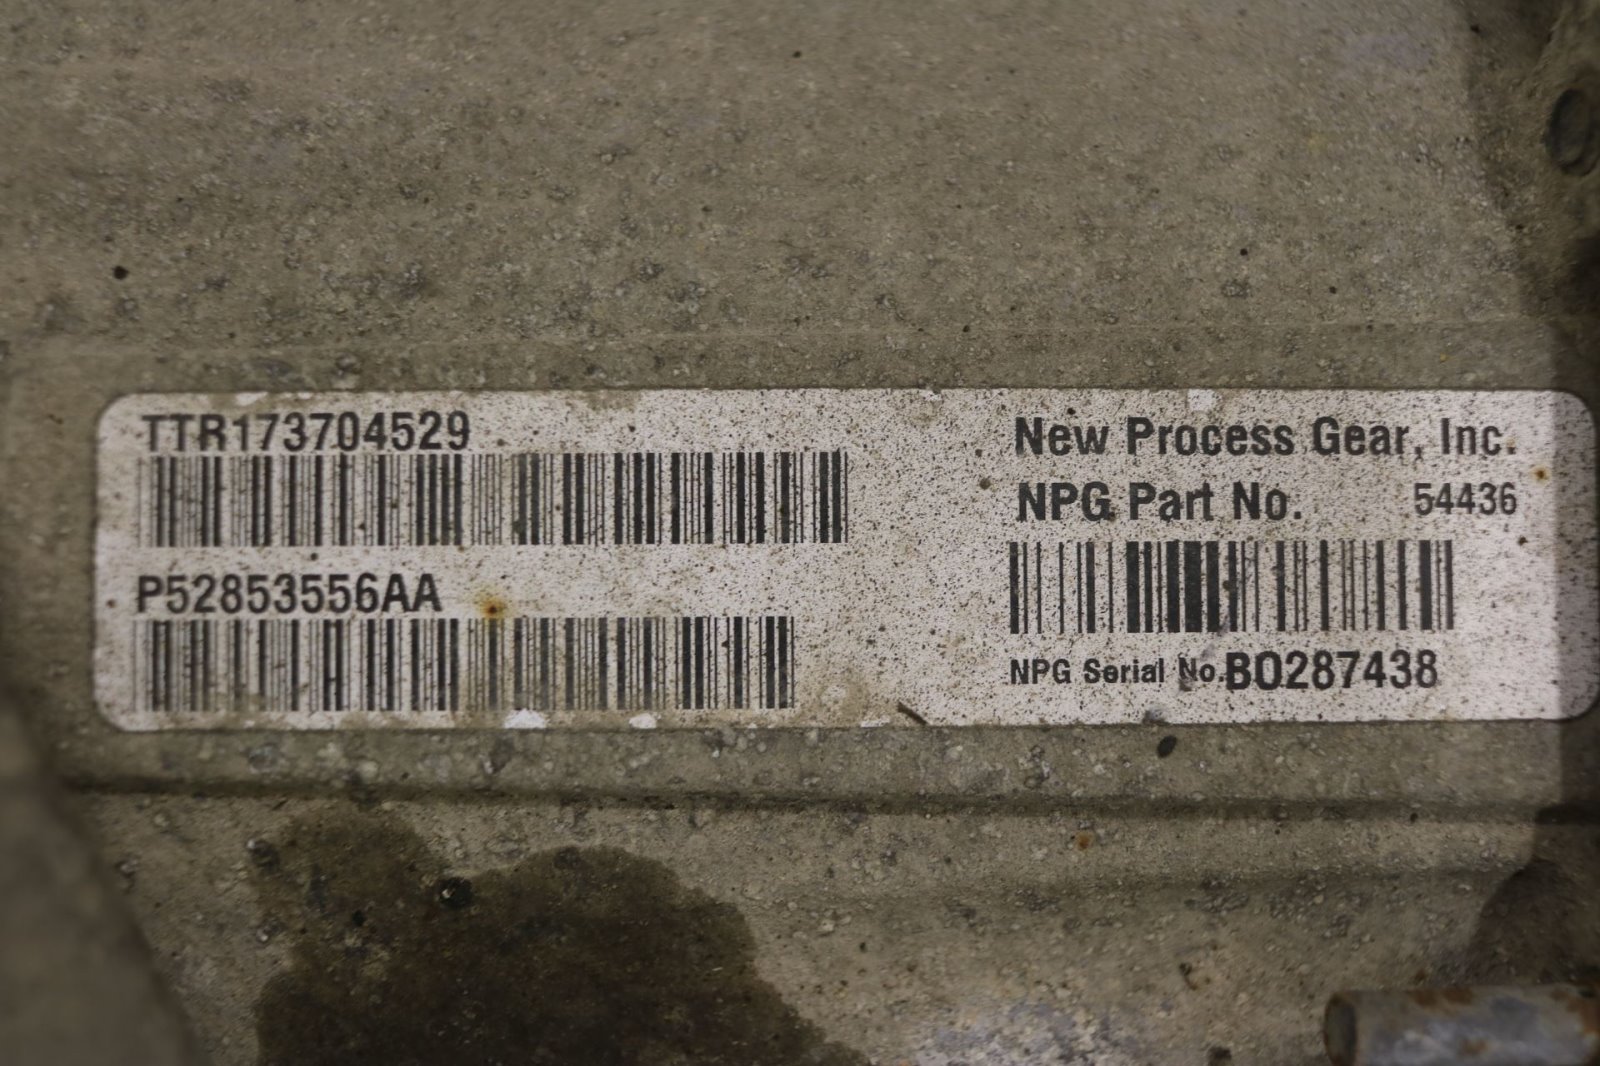 TTR173704529
P52853556AA
New Process Gear, Inc.
NPG Part No. 54436
NPG Serial No. BO287438